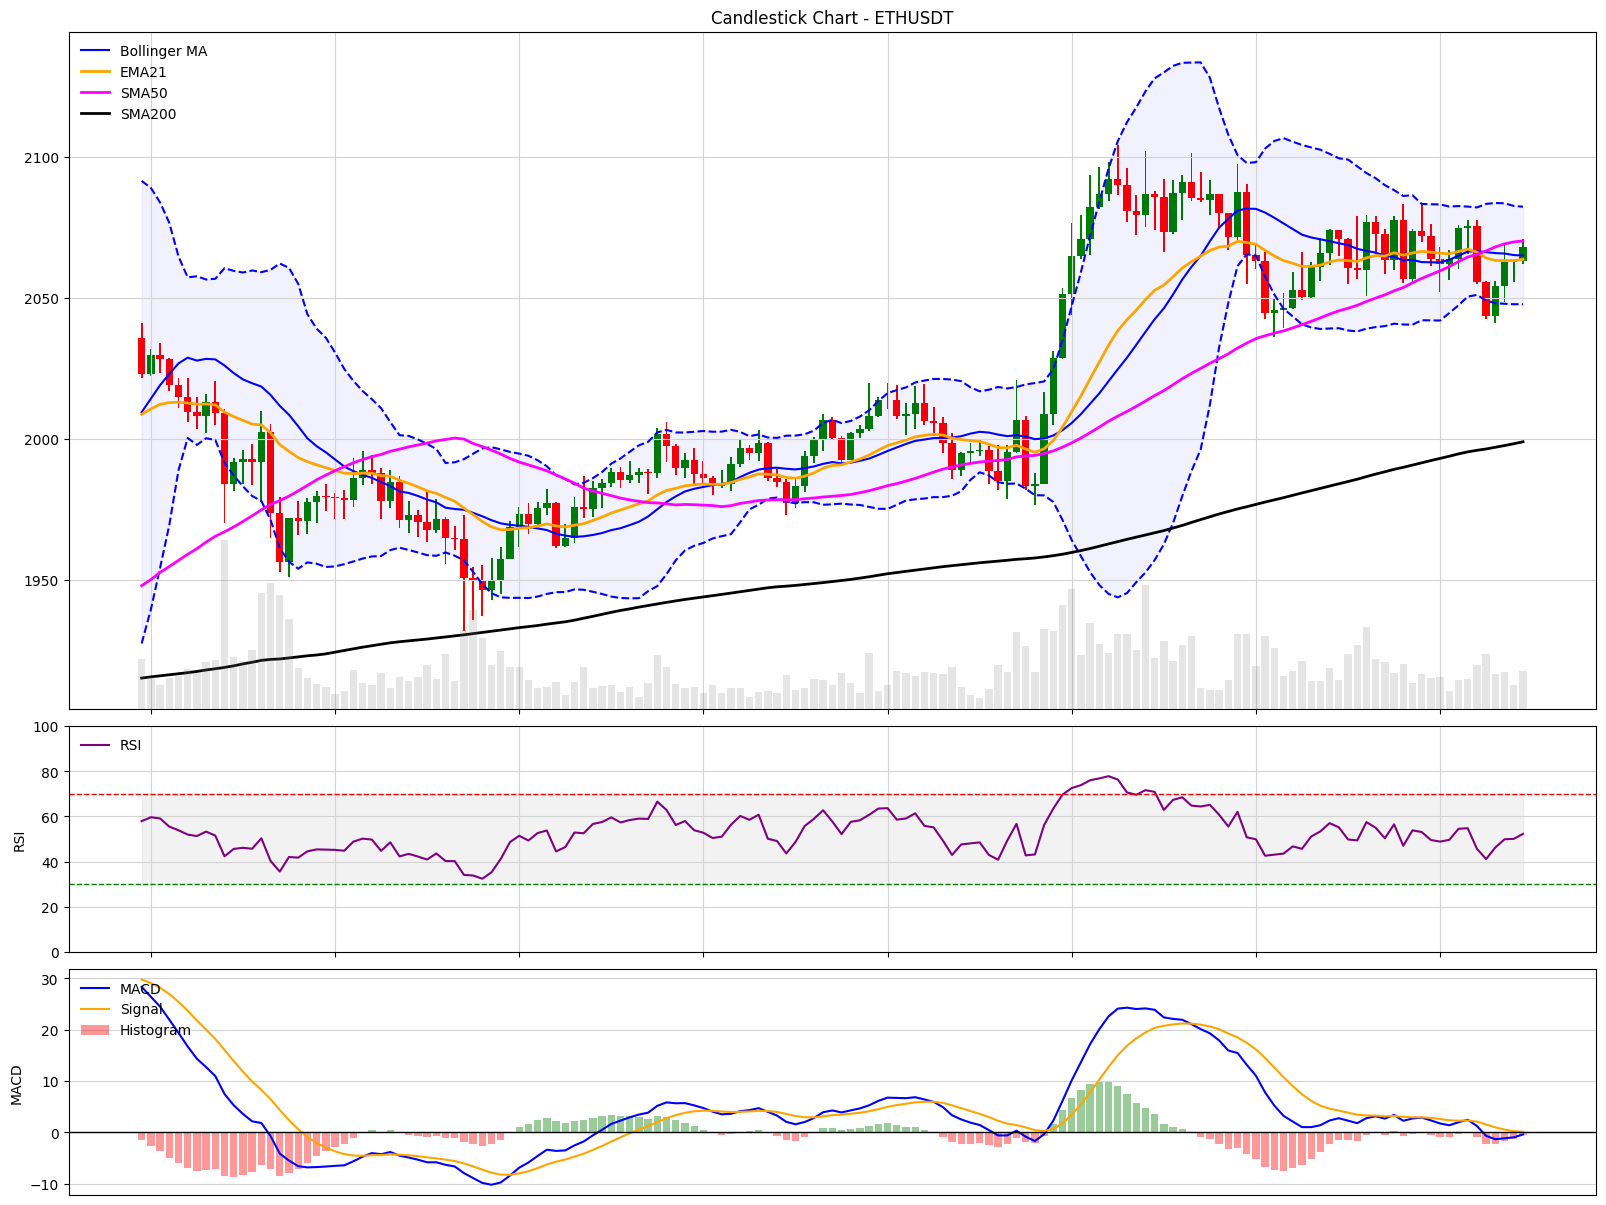 Candlestick Chart - ETHUSDT
Bollinger MA
EMA21
SMA50
SMA200
2100
2050
2000
1950
RSI
100
80
60
40
20
0
RSI
MACD
Signal
Histogram
30
20
10
0
−10
MACD